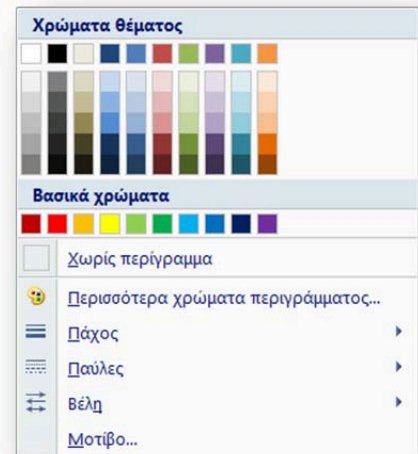 Χρώματα θέματος
Βασικά χρώματα
Χωρίς περίγραμμα
Περισσότερα χρώματα περιγράμματος...
Πάχος
Παύλες
Βέλη
Μοτίβο...